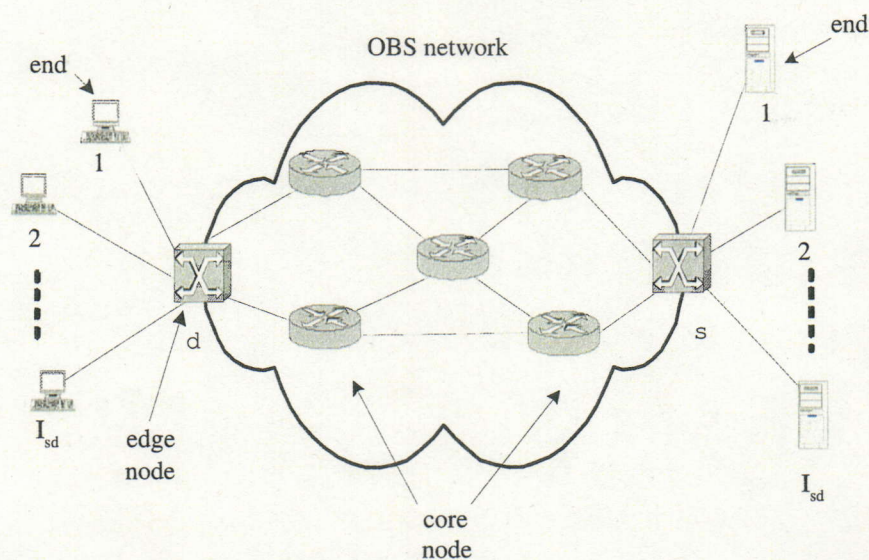 OBS network
end
end
1
1
2
2
d
s
I_sd
I_sd
edge
node
core
node